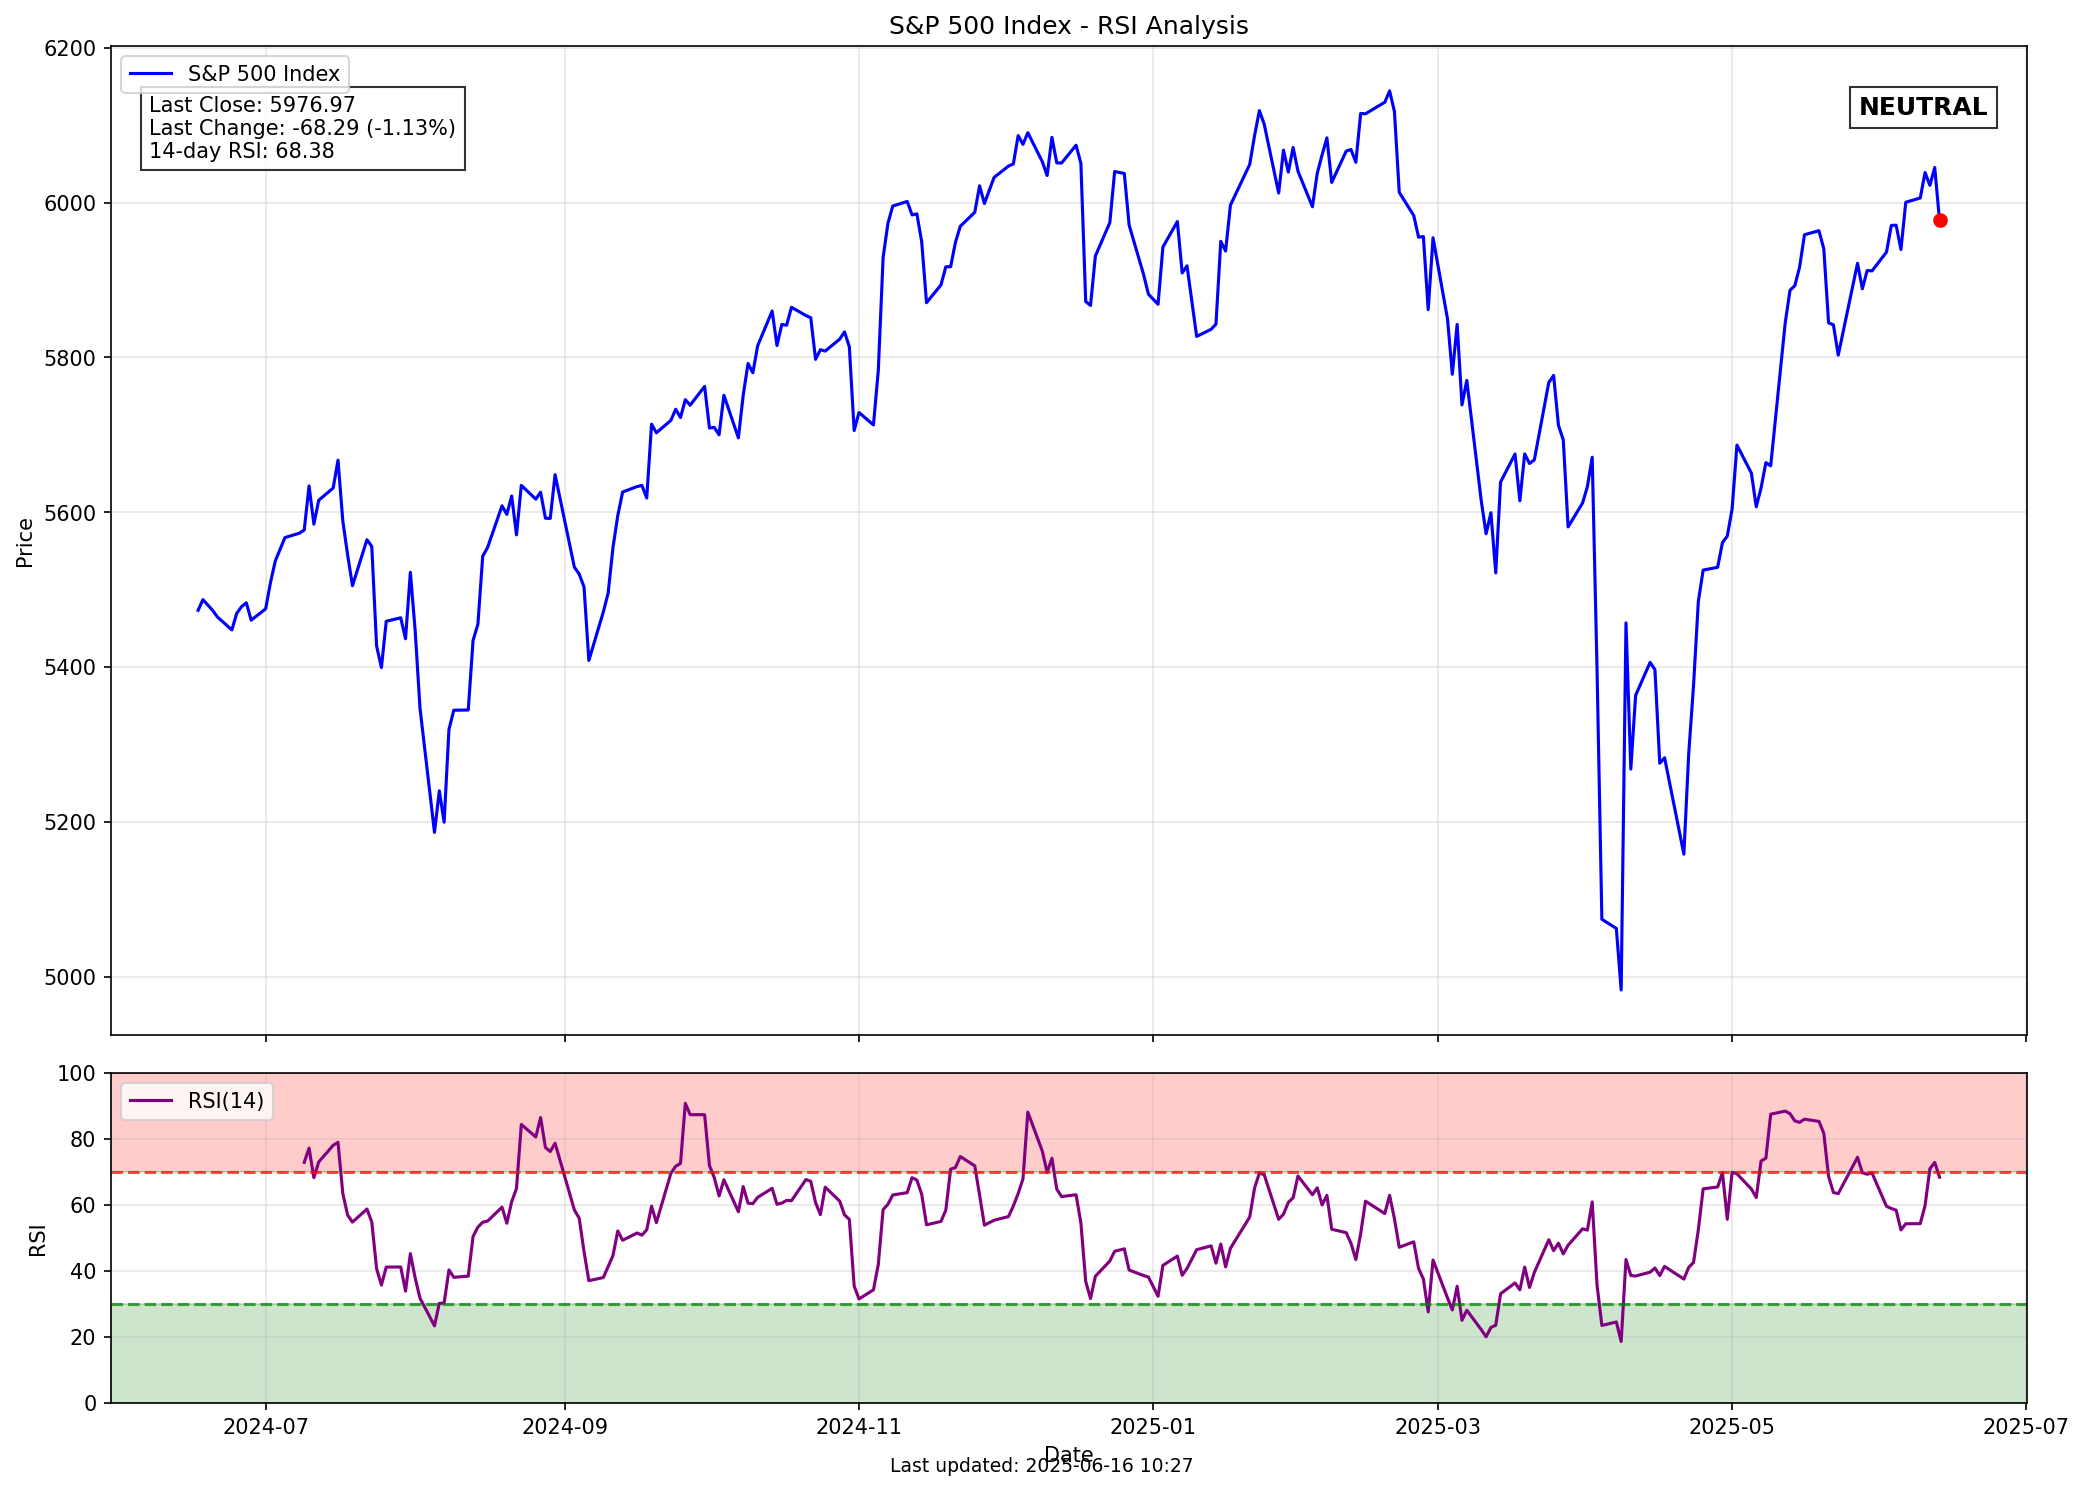 S&P 500 Index - RSI Analysis
S&P 500 Index
Last Close: 5976.97
Last Change: -68.29 (-1.13%)
14-day RSI: 68.38
NEUTRAL
6200
6000
5800
5600
5400
5200
5000
Price
RSI(14)
100
80
60
40
20
0
RSI
2024-07
2024-09
2024-11
2025-01
2025-03
2025-05
2025-07
Date
Last updated: 2025-06-16 10:27